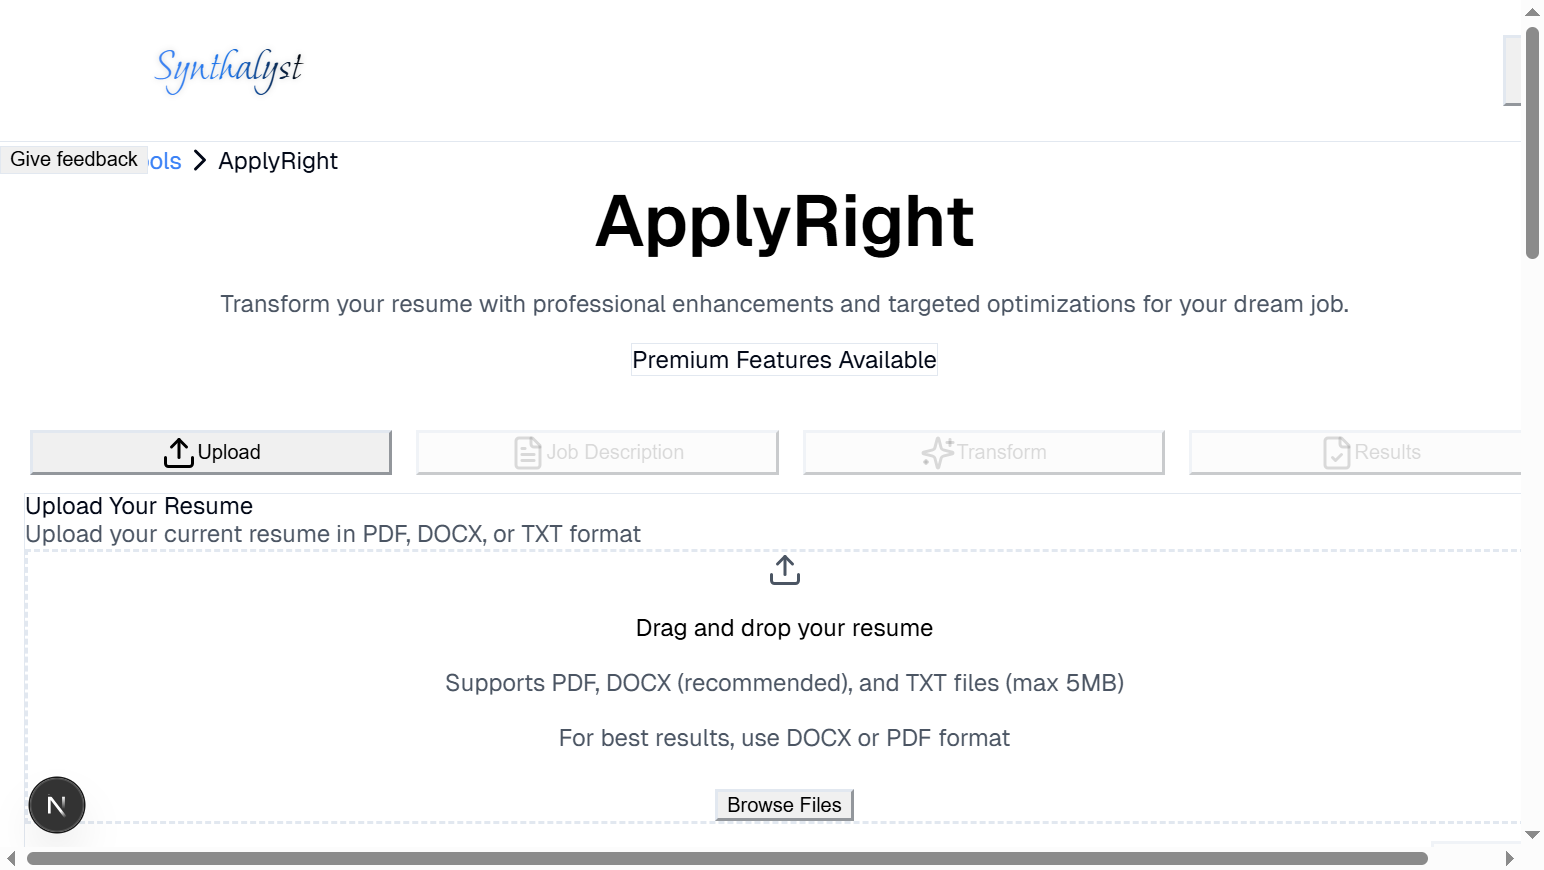 Synthalyst
Give feedback
ools > ApplyRight
ApplyRight
Transform your resume with professional enhancements and targeted optimizations for your dream job.
Premium Features Available
Upload
Job Description
Transform
Results
Upload Your Resume
Upload your current resume in PDF, DOCX, or TXT format
Drag and drop your resume
Supports PDF, DOCX (recommended), and TXT files (max 5MB)
For best results, use DOCX or PDF format
Browse Files
N